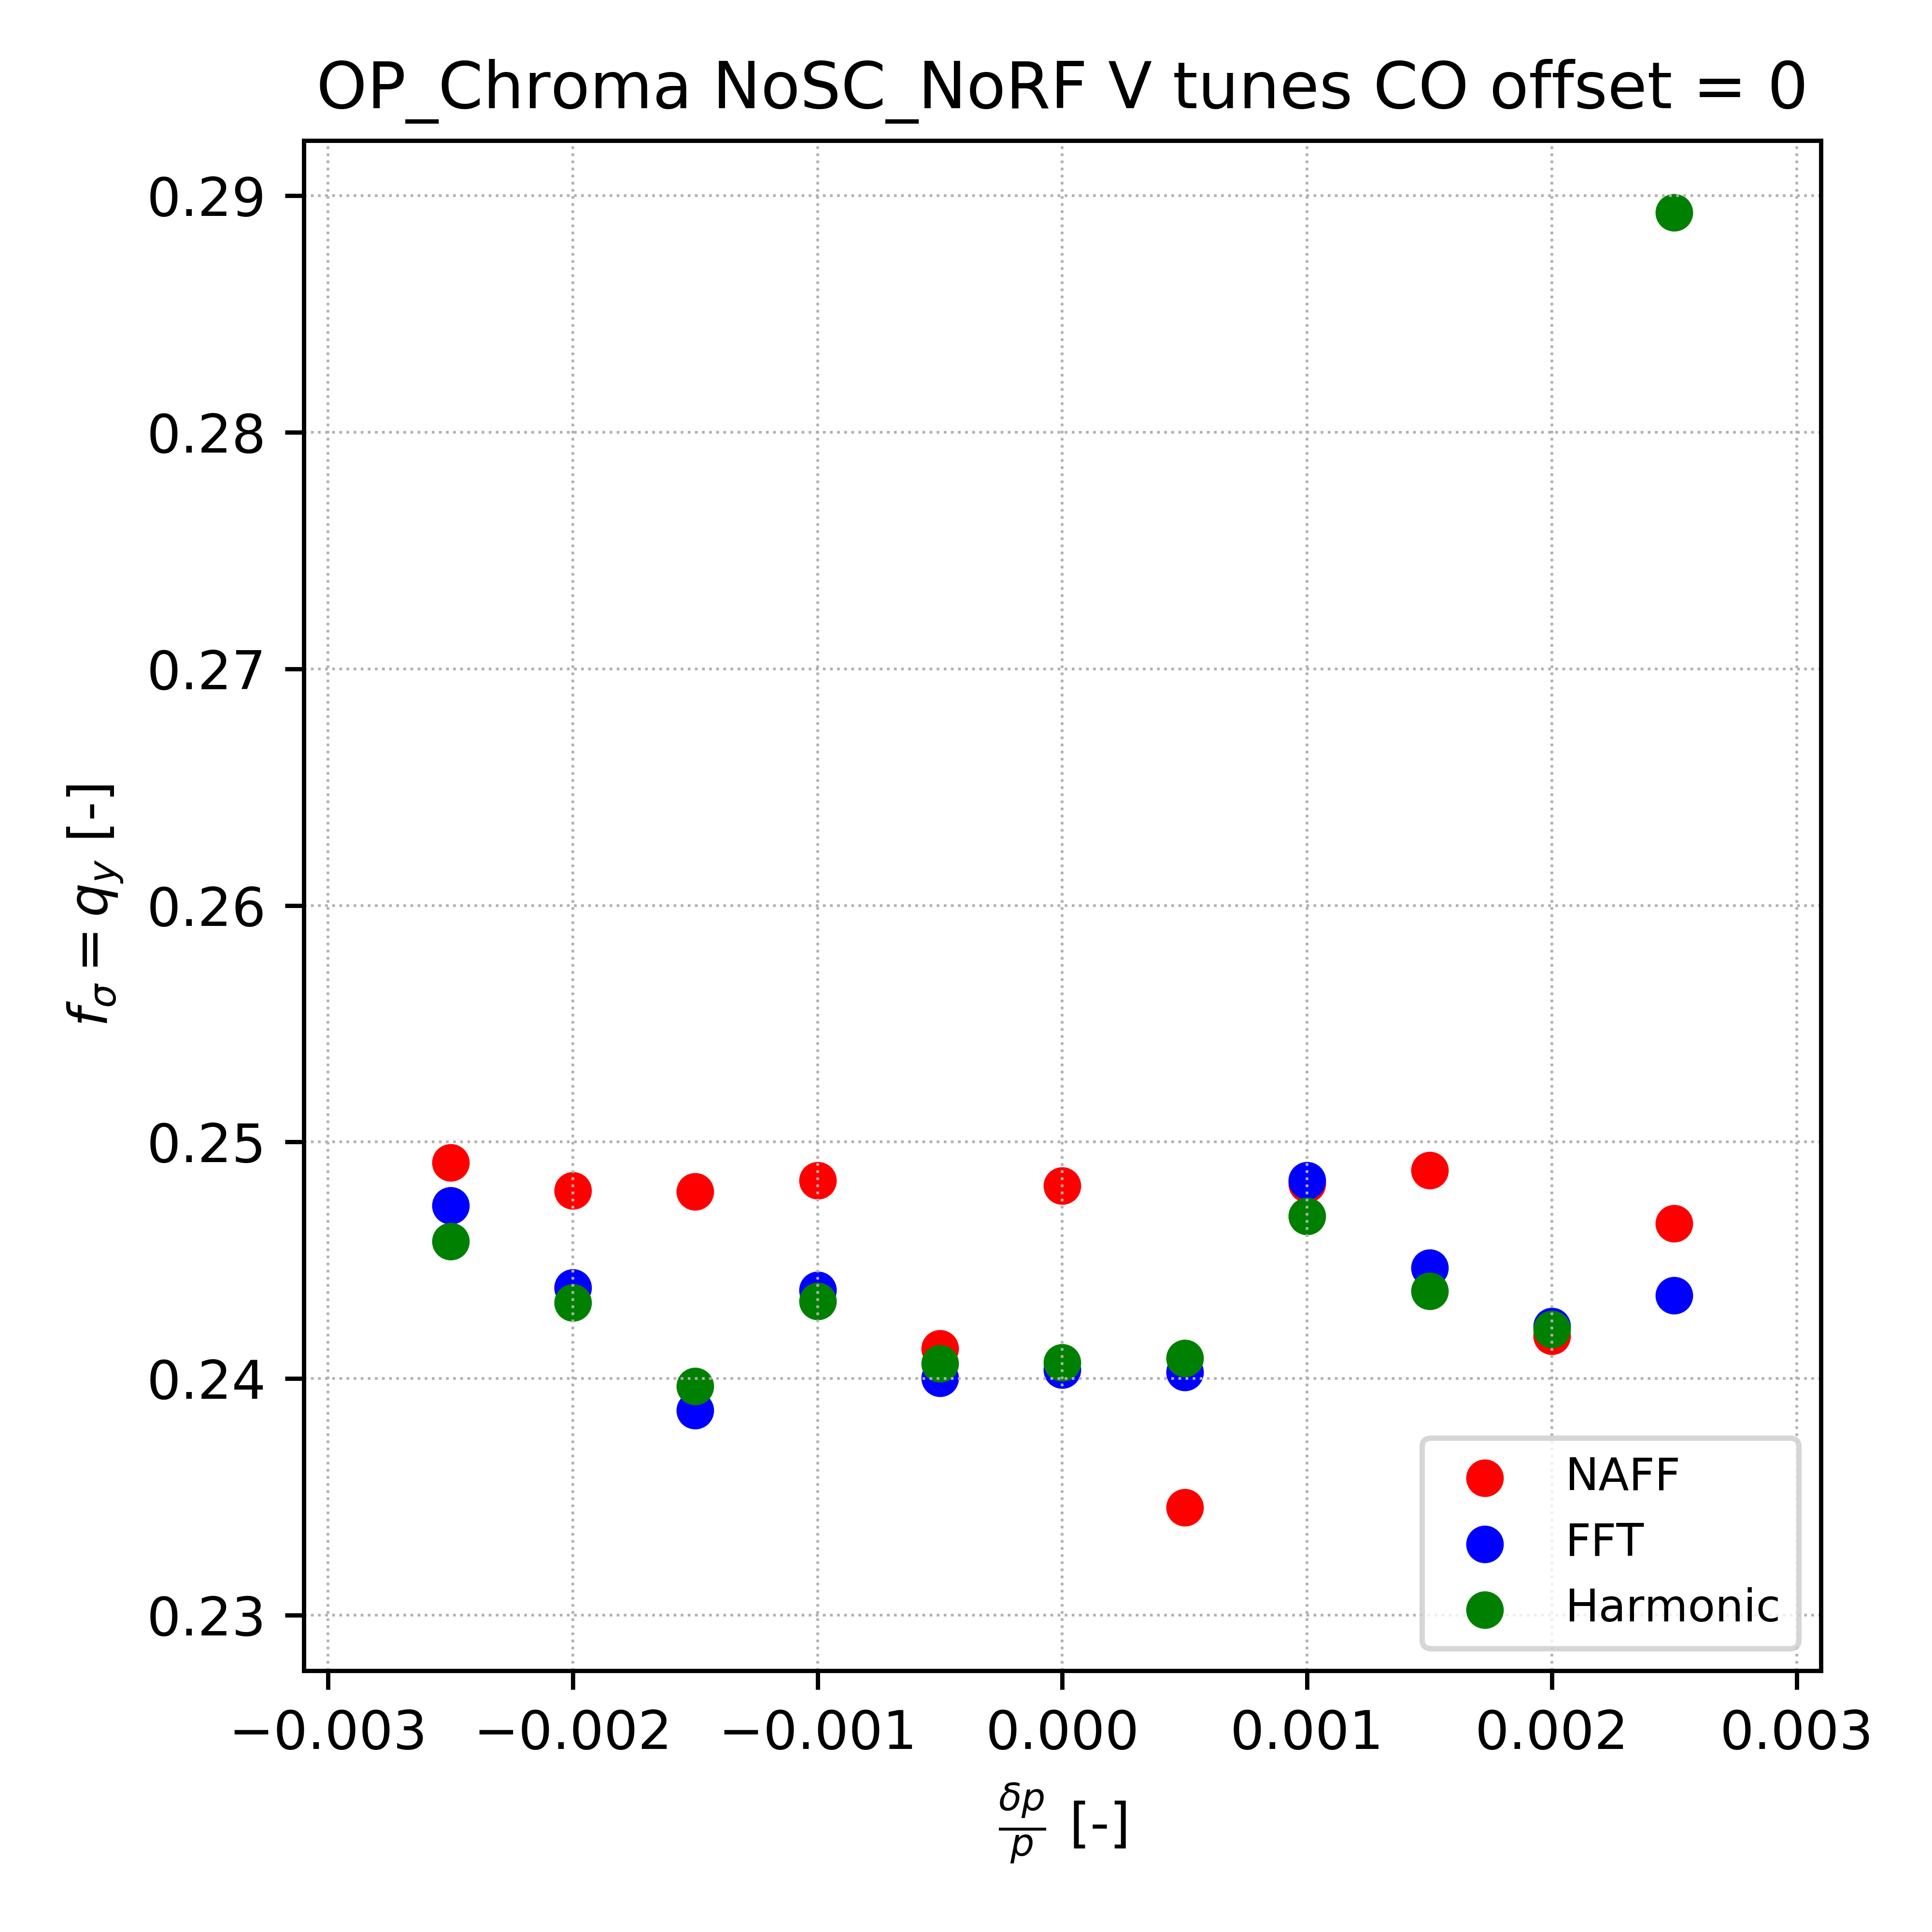 OP_Chroma NoSC_NoRF V tunes CO offset = 0
0.29
0.28
0.27
0.26
0.25
0.24
0.23
f_σ = q_y [-]
NAFF
FFT
Harmonic
−0.003 −0.002 −0.001 0.000 0.001 0.002 0.003
δp/p [-]